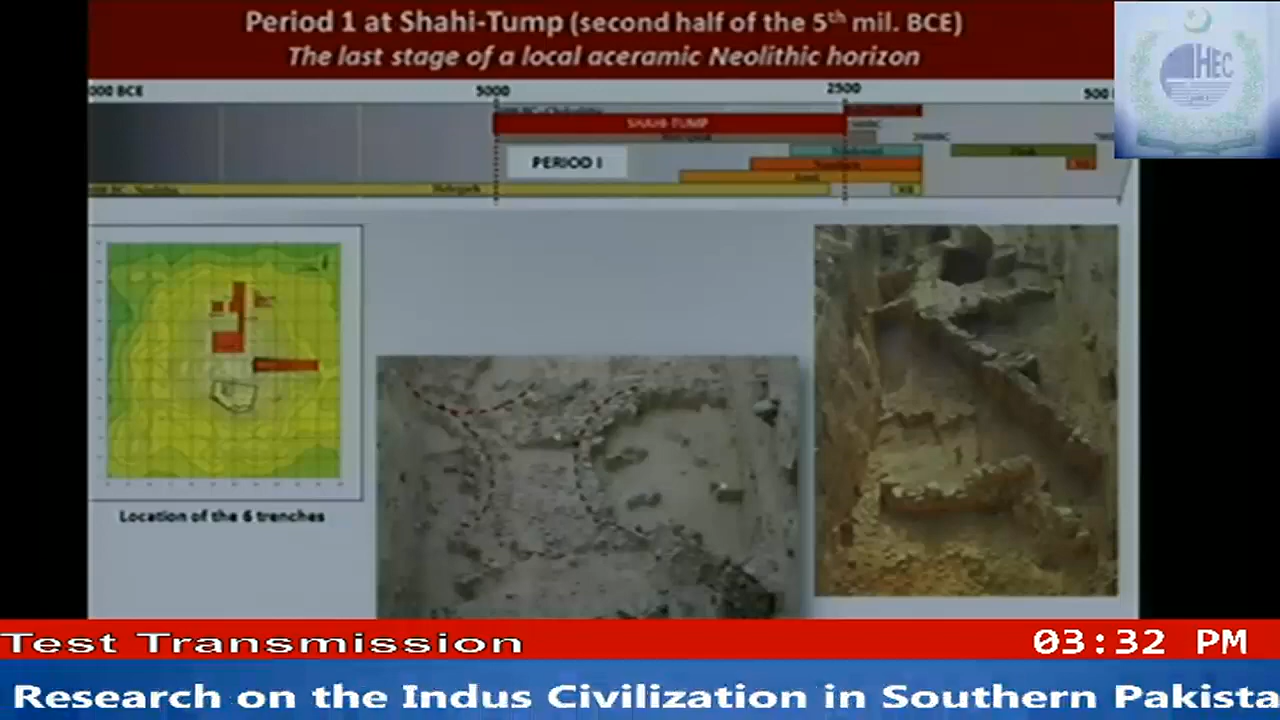 Period 1 at Shahi-Tump (second half of the 5th mil. BCE)
The last stage of a local aceramic Neolithic horizon
000 BCE 5000 2500 500
HEC
SHAHI-TUMP
PERIOD I
Location of the 6 trenches
Test Transmission 03:32 PM
Research on the Indus Civilization in Southern Pakista